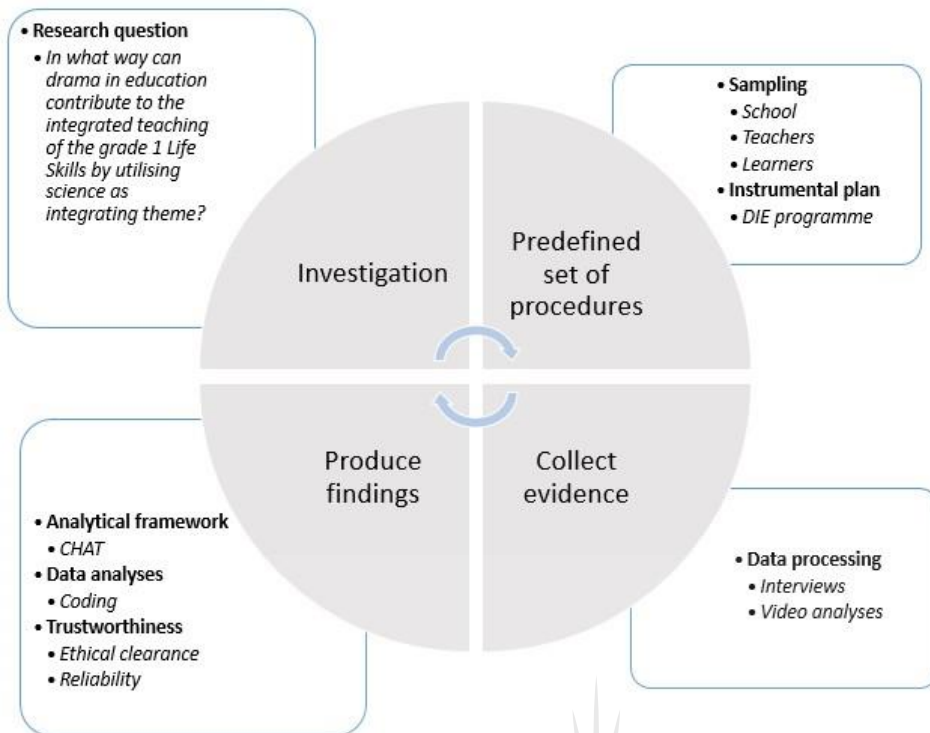 • Research question
• In what way can
drama in education
contribute to the
integrated teaching
of the grade 1 Life
Skills by utilising
science as
integrating theme?
Investigation
• Sampling
• School
• Teachers
• Learners
• Instrumental plan
• DIE programme
Predefined
set of
procedures
• Analytical framework
• CHAT
• Data analyses
• Coding
• Trustworthiness
• Ethical clearance
• Reliability
Produce
findings
Collect
evidence
• Data processing
• Interviews
• Video analyses